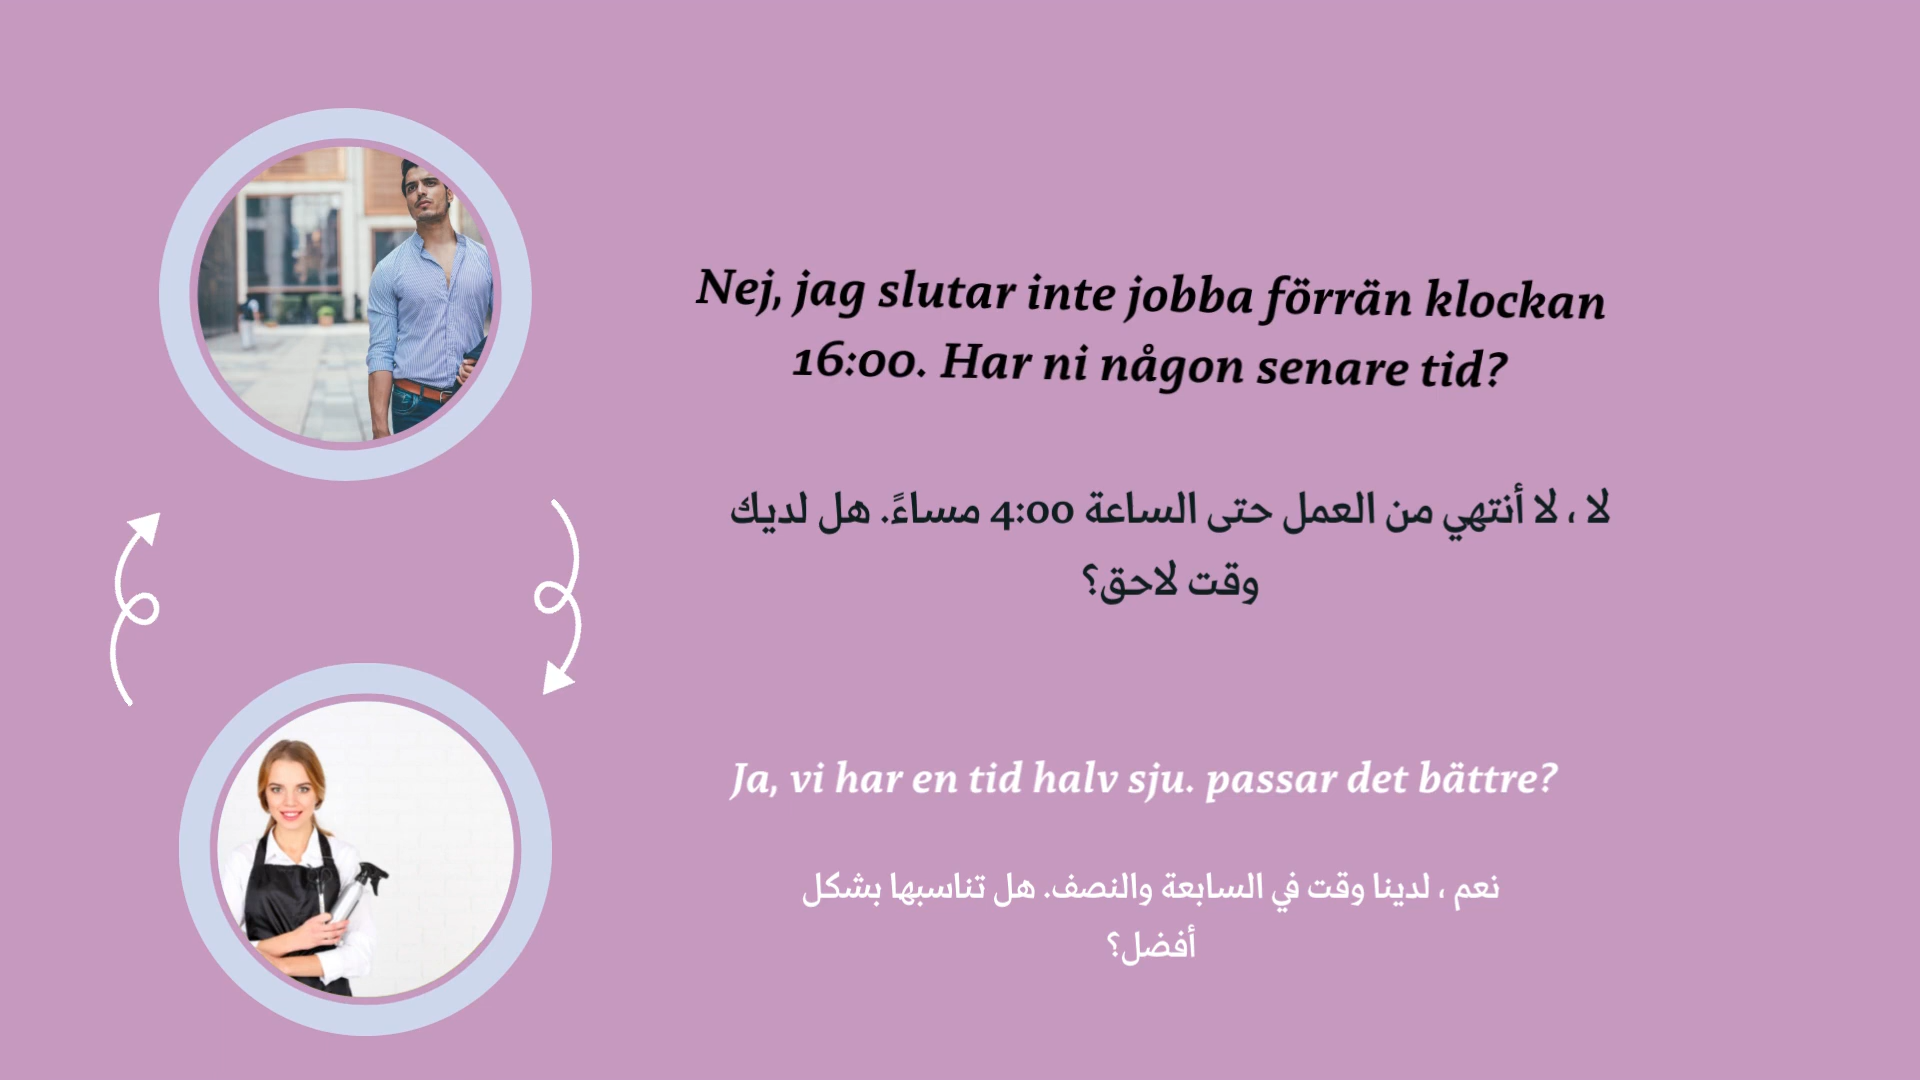 Nej, jag slutar inte jobba förrän klockan
16:00. Har ni någon senare tid?
لا ، لا أنتهي من العمل حتى الساعة 4:00 مساءً. هل لديك
وقت لاحق؟
Ja, vi har en tid halv sju. passar det bättre?
نعم ، لدينا وقت في السابعة والنصف. هل تناسبها بشكل
أفضل؟